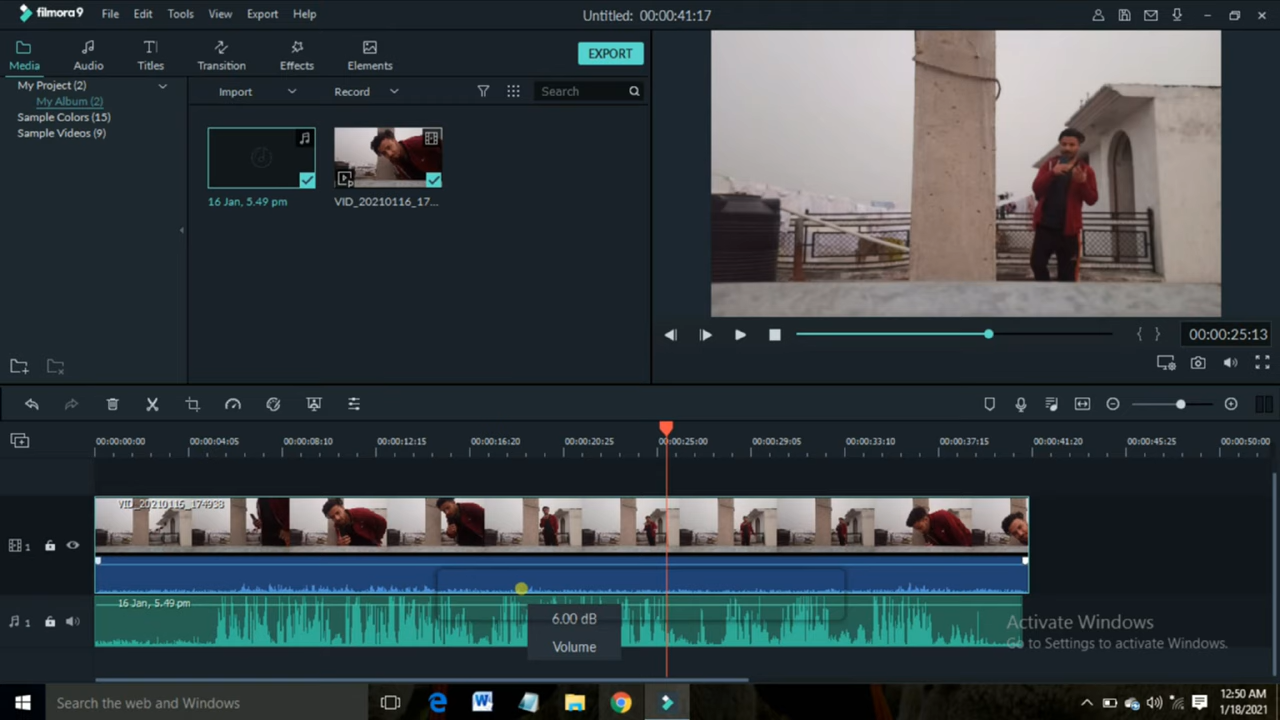 filmora9 File Edit Tools View Export Help Untitled: 00:00:41:17
Media Audio Titles Transition Effects Elements EXPORT
My Project (2) Import Record Search
My Album (2)
Sample Colors (15)
Sample Videos (9)
16 Jan, 5.49 pm VID_20210116_17...
00:00:25:13
00:00:00:00 00:00:04:05 00:00:08:10 00:00:12:15 00:00:16:20 00:00:20:25 00:00:25:00 00:00:29:05 00:00:33:10 00:00:37:15 00:00:41:20 00:00:45:25 00:00:50:00
VID_20210116_174938
1
16 Jan, 5.49 pm
1
6.00 dB
Volume
Activate Windows
Go to Settings to activate Windows.
Search the web and Windows
12:50 AM
1/18/2021